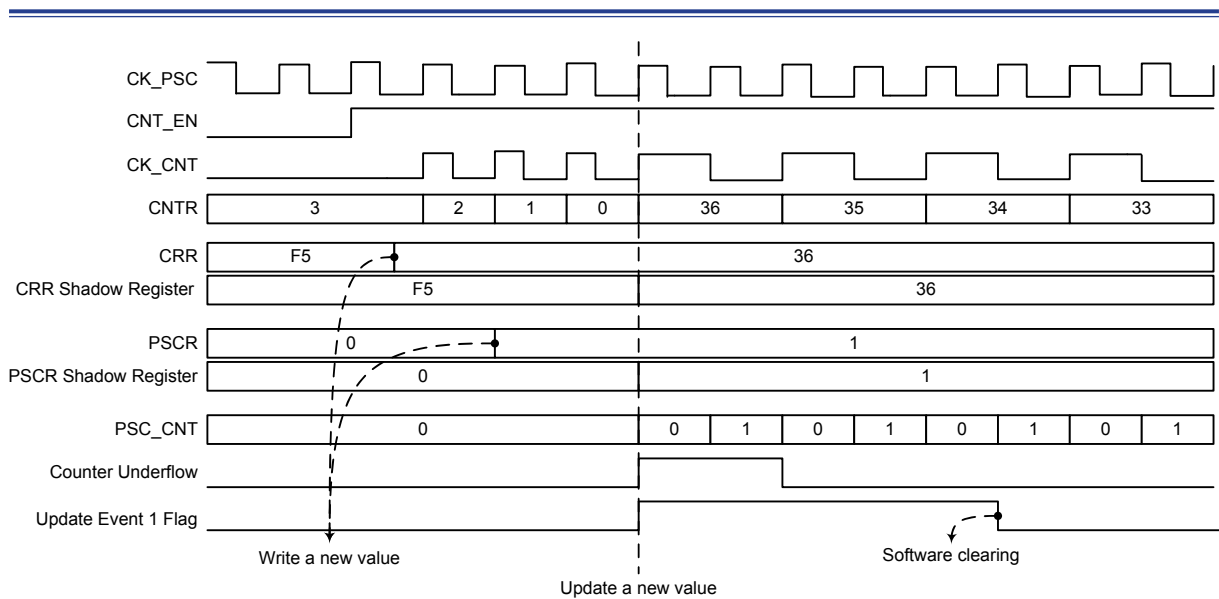 CK_PSC
CNT_EN
CK_CNT
CNTR 3 2 1 0 36 35 34 33
CRR F5 36
CRR Shadow Register F5 36
PSCR 0 1
PSCR Shadow Register 0 1
PSC_CNT 0 0 1 0 1 0 1 0 1
Counter Underflow
Update Event 1 Flag
Write a new value Software clearing
Update a new value